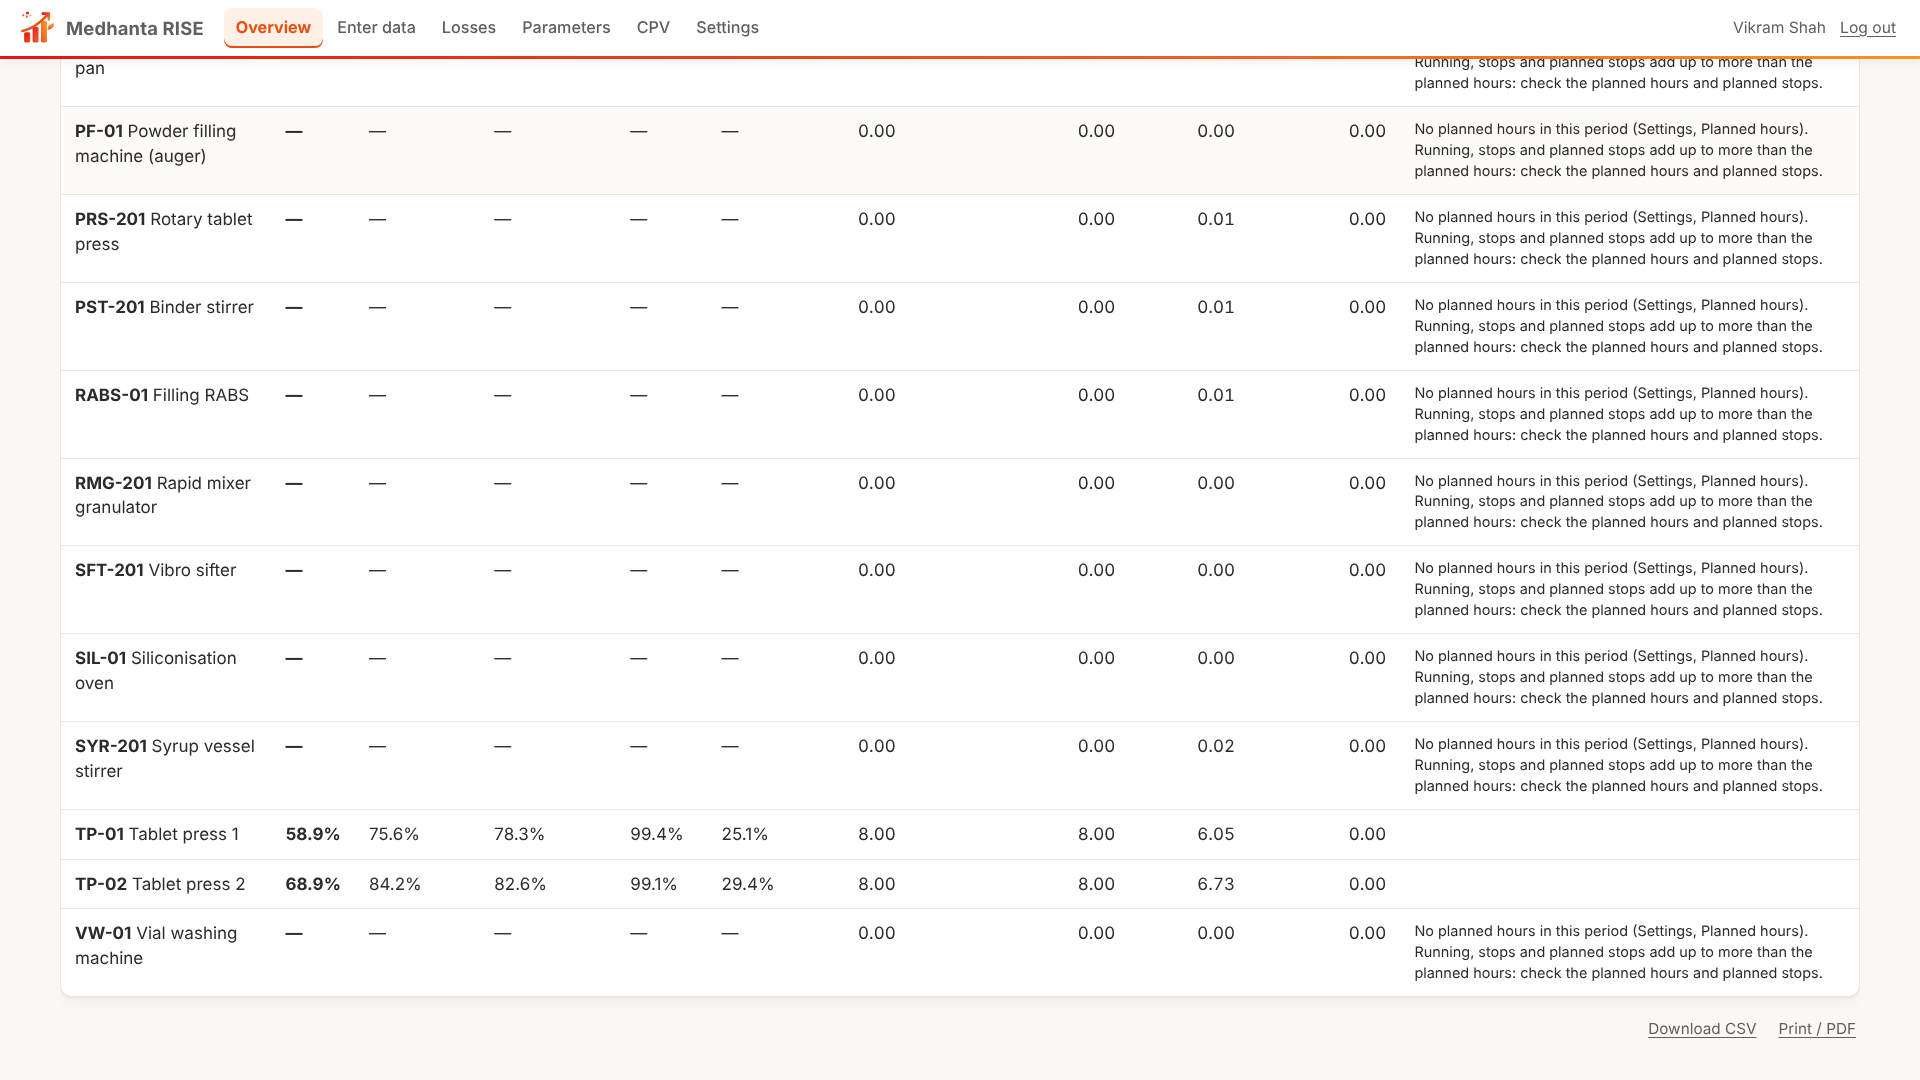 Medhanta RISE Overview Enter data Losses Parameters CPV Settings Vikram Shah Log out
pan
Running, stops and planned stops add up to more than the
planned hours: check the planned hours and planned stops.
PF-01 Powder filling machine (auger) — — — — — 0.00 0.00 0.00 0.00
No planned hours in this period (Settings, Planned hours).
Running, stops and planned stops add up to more than the
planned hours: check the planned hours and planned stops.
PRS-201 Rotary tablet press — — — — — 0.00 0.00 0.01 0.00
No planned hours in this period (Settings, Planned hours).
Running, stops and planned stops add up to more than the
planned hours: check the planned hours and planned stops.
PST-201 Binder stirrer — — — — — 0.00 0.00 0.01 0.00
No planned hours in this period (Settings, Planned hours).
Running, stops and planned stops add up to more than the
planned hours: check the planned hours and planned stops.
RABS-01 Filling RABS — — — — — 0.00 0.00 0.01 0.00
No planned hours in this period (Settings, Planned hours).
Running, stops and planned stops add up to more than the
planned hours: check the planned hours and planned stops.
RMG-201 Rapid mixer granulator — — — — — 0.00 0.00 0.00 0.00
No planned hours in this period (Settings, Planned hours).
Running, stops and planned stops add up to more than the
planned hours: check the planned hours and planned stops.
SFT-201 Vibro sifter — — — — — 0.00 0.00 0.00 0.00
No planned hours in this period (Settings, Planned hours).
Running, stops and planned stops add up to more than the
planned hours: check the planned hours and planned stops.
SIL-01 Siliconisation oven — — — — — 0.00 0.00 0.00 0.00
No planned hours in this period (Settings, Planned hours).
Running, stops and planned stops add up to more than the
planned hours: check the planned hours and planned stops.
SYR-201 Syrup vessel stirrer — — — — — 0.00 0.00 0.02 0.00
No planned hours in this period (Settings, Planned hours).
Running, stops and planned stops add up to more than the
planned hours: check the planned hours and planned stops.
TP-01 Tablet press 1 58.9% 75.6% 78.3% 99.4% 25.1% 8.00 8.00 6.05 0.00
TP-02 Tablet press 2 68.9% 84.2% 82.6% 99.1% 29.4% 8.00 8.00 6.73 0.00
VW-01 Vial washing machine — — — — — 0.00 0.00 0.00 0.00
No planned hours in this period (Settings, Planned hours).
Running, stops and planned stops add up to more than the
planned hours: check the planned hours and planned stops.
Download CSV Print / PDF